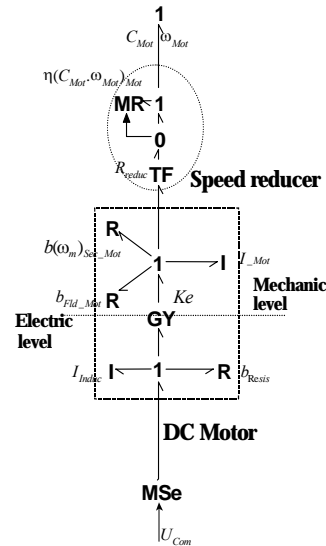 1
C_Mot ω_Mot
η(C_Mot.ω_Mot)_Mot
MR 1
0
R_reduc TF Speed reducer
R
b(ω_m)_Sec_Mot 1 I I_Mot
R b_Fld_Mot Ke Mechanic level
Electric level GY
I_Induc I 1 R b_Resis
DC Motor
MSe
U_Com